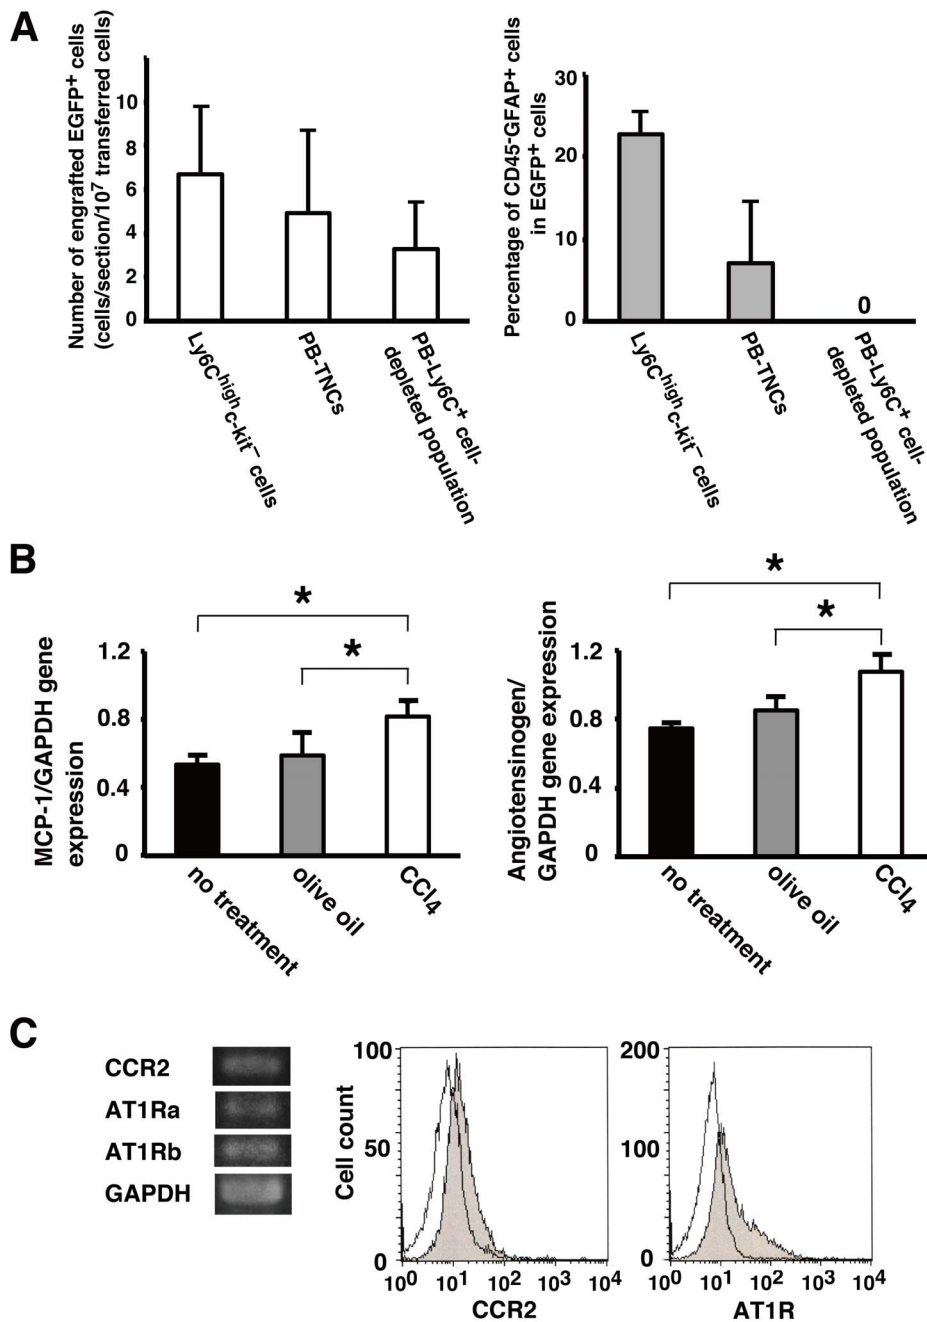 A
Number of engrafted EGFP⁺ cells
(cells/section/10⁷ transferred cells)
10
8
6
4
2
0
Ly6Chigh c-kit⁻ cells
PB-TNCs
PB-Ly6C⁺ cell-
depleted population
Percentage of CD45⁻GFAP⁺ cells
in EGFP⁺ cells
30
20
10
0
0
Ly6Chigh c-kit⁻ cells
PB-TNCs
PB-Ly6C⁺ cell-
depleted population
B
MCP-1/GAPDH gene
expression
1.2
0.8
0.4
0
*
*
no treatment
olive oil
CCl₄
Angiotensinogen/
GAPDH gene expression
1.2
0.8
0.4
0
*
*
no treatment
olive oil
CCl₄
C
CCR2
AT1Ra
AT1Rb
GAPDH
Cell count
100
50
0
10⁰ 10¹ 10² 10³ 10⁴
CCR2
200
100
0
10⁰ 10¹ 10² 10³ 10⁴
AT1R